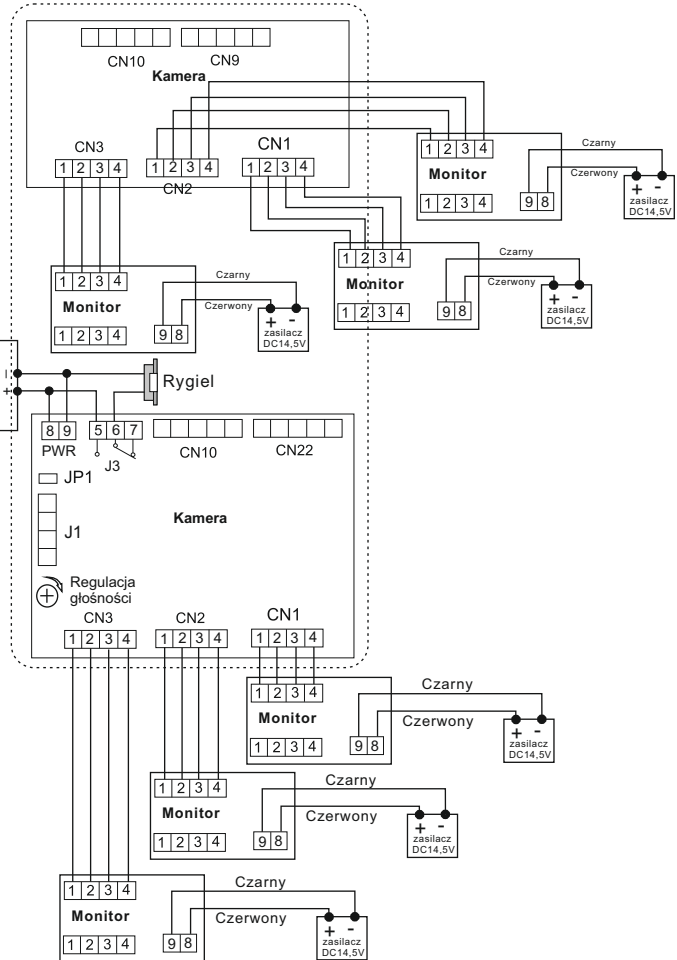 CN10 CN9
Kamera
CN3 CN2 CN1
1 2 3 4
1 2 3 4
1 2 3 4
1 2 3 4
Monitor
1 2 3 4
9 8
Czarny
Czerwony
+ -
zasilacz
DC14,5V
1 2 3 4
Monitor
1 2 3 4
9 8
Czarny
Czerwony
+ -
zasilacz
DC14,5V
1 2 3 4
Monitor
1 2 3 4
9 8
Czarny
Czerwony
+ -
zasilacz
DC14,5V
Rygiel
-
+
8 9
PWR
5 6 7
J3
CN10
CN22
JP1
J1
Kamera
Regulacja
głośności
CN3 CN2 CN1
1 2 3 4
1 2 3 4
1 2 3 4
1 2 3 4
Monitor
1 2 3 4
9 8
Czarny
Czerwony
+ -
zasilacz
DC14,5V
1 2 3 4
Monitor
1 2 3 4
9 8
Czarny
Czerwony
+ -
zasilacz
DC14,5V
1 2 3 4
Monitor
1 2 3 4
9 8
Czarny
Czerwony
+ -
zasilacz
DC14,5V